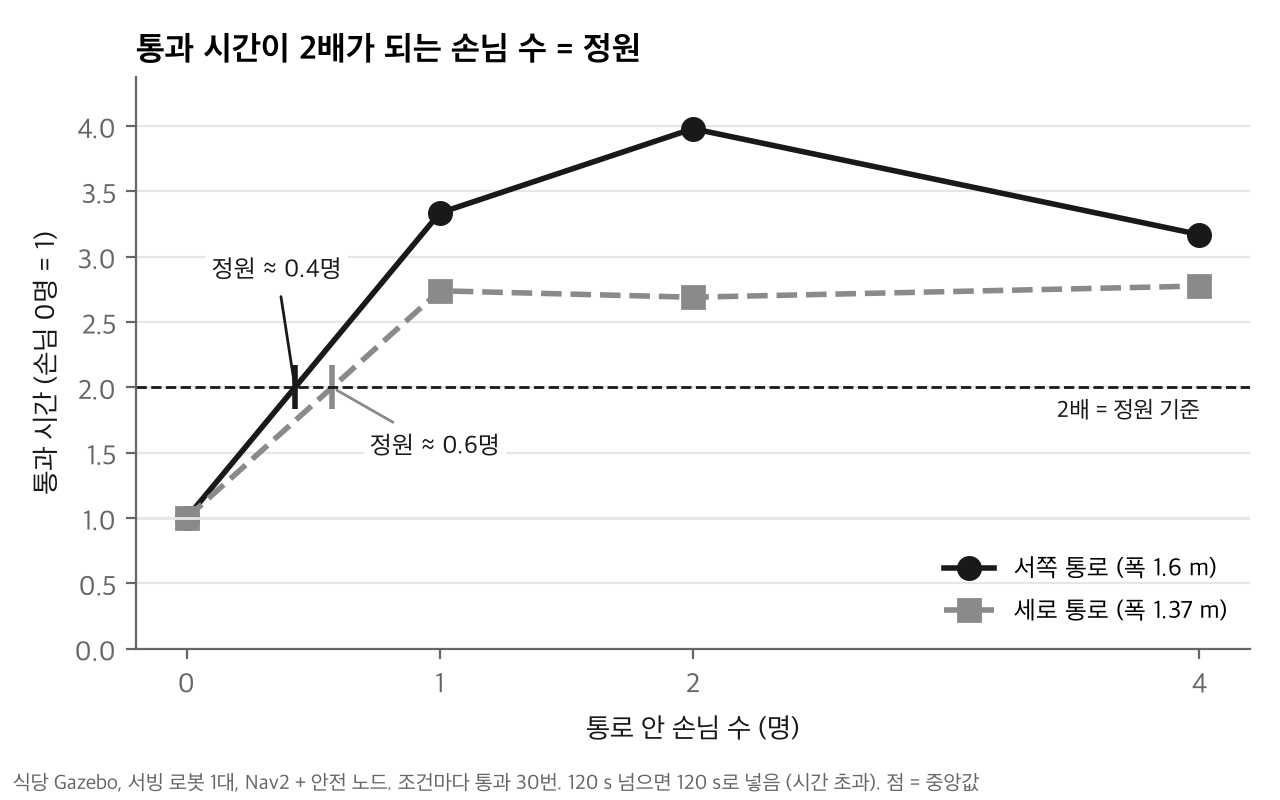 통과 시간이 2배가 되는 손님 수 = 정원
통과 시간 (손님 0명 = 1)
4.0
3.5
3.0
2.5
2.0
1.5
1.0
0.5
0.0
정원 ≈ 0.4명
정원 ≈ 0.6명
2배 = 정원 기준
서쪽 통로 (폭 1.6 m)
세로 통로 (폭 1.37 m)
0
1
2
4
통로 안 손님 수 (명)
식당 Gazebo, 서빙 로봇 1대, Nav2 + 안전 노드. 조건마다 통과 30번. 120 s 넘으면 120 s로 넣음 (시간 초과). 점 = 중앙값